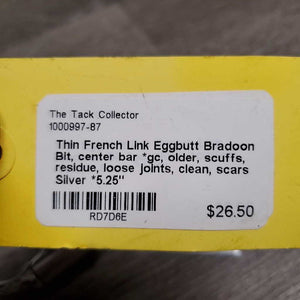 The Tack Collector
1000997-87
Thin French Link Eggbutt Bradoon
Bit, center bar *gc, older, scuffs,
residue, loose joints, clean, scars
Silver *5.25"
RD7D6E
$26.50